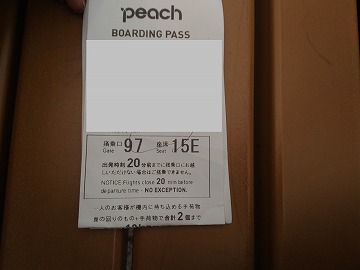 peach
BOARDING PASS
搭乗口 97 座席 15E
Gate Seat
出発時刻20分前までに搭乗口にお越
しいただけない場合はご搭乗できません。
NOTICE:Flights close 20 min before
departure time - NO EXCEPTION.
一人のお客様が機内に持ち込める手荷物
身の回りのもの+手荷物で合計2個まで